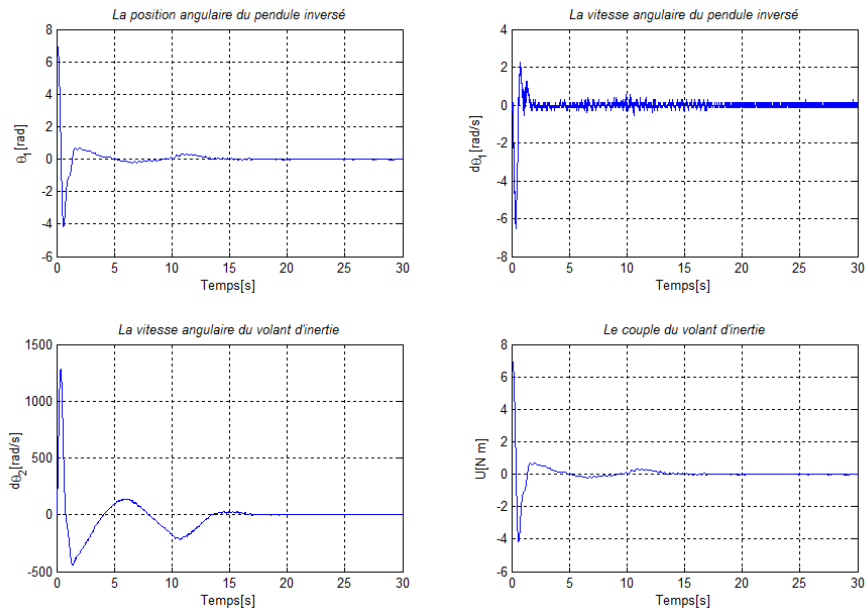 La position angulaire du pendule inversé
8
6
4
2
0
-2
-4
-6
0 5 10 15 20 25 30
θ1 [rad]
Temps[s]
La vitesse angulaire du pendule inversé
4
2
0
-2
-4
-6
-8
0 5 10 15 20 25 30
dθ1[rad/s]
Temps[s]
La vitesse angulaire du volant d'inertie
1500
1000
500
0
-500
0 5 10 15 20 25 30
dθ2[rad/s]
Temps[s]
Le couple du volant d'inertie
8
6
4
2
0
-2
-4
-6
0 5 10 15 20 25 30
U[N m]
Temps[s]